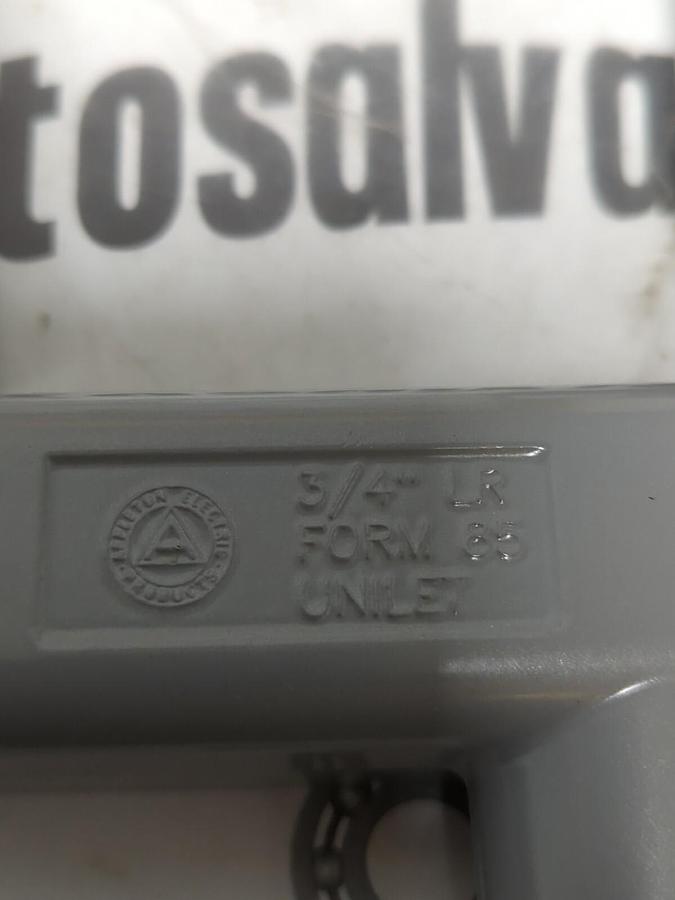 tosalva
APPLETON ELECTRIC
· PRODUCTS ·
A
3/4" LR
FORM 85
UNILET